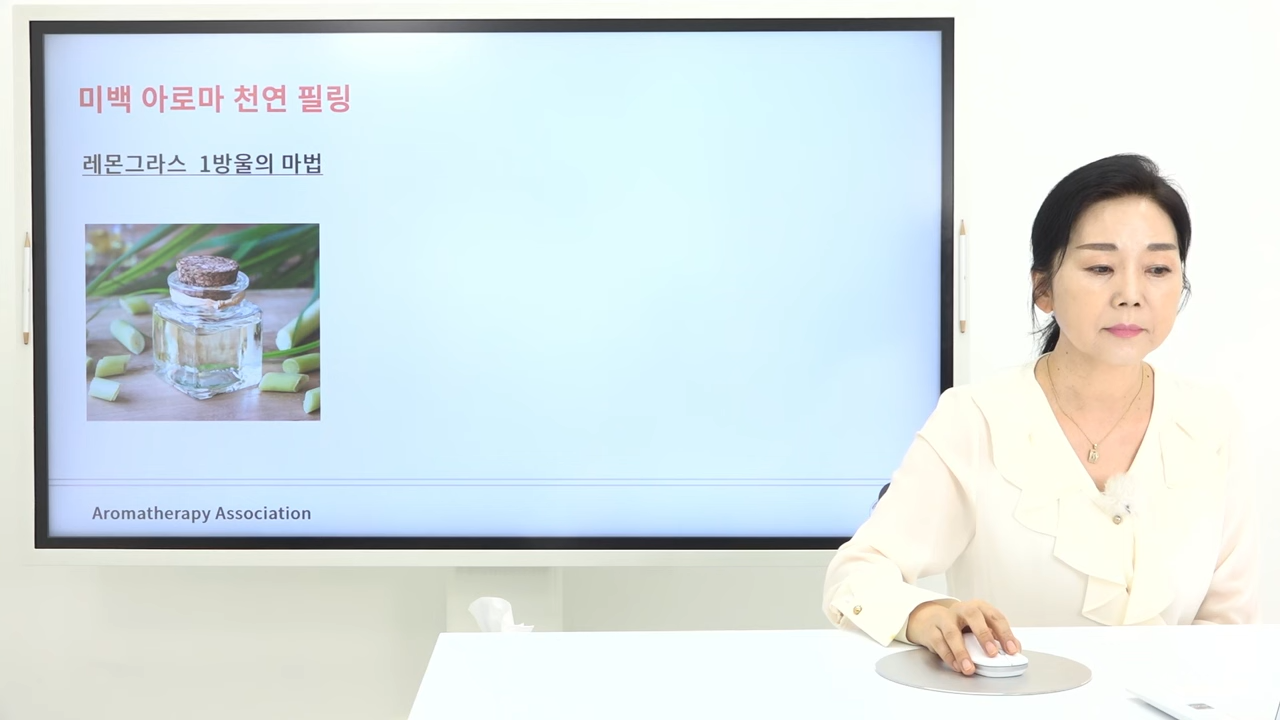 미백 아로마 천연 필링
레몬그라스 1방울의 마법
Aromatherapy Association